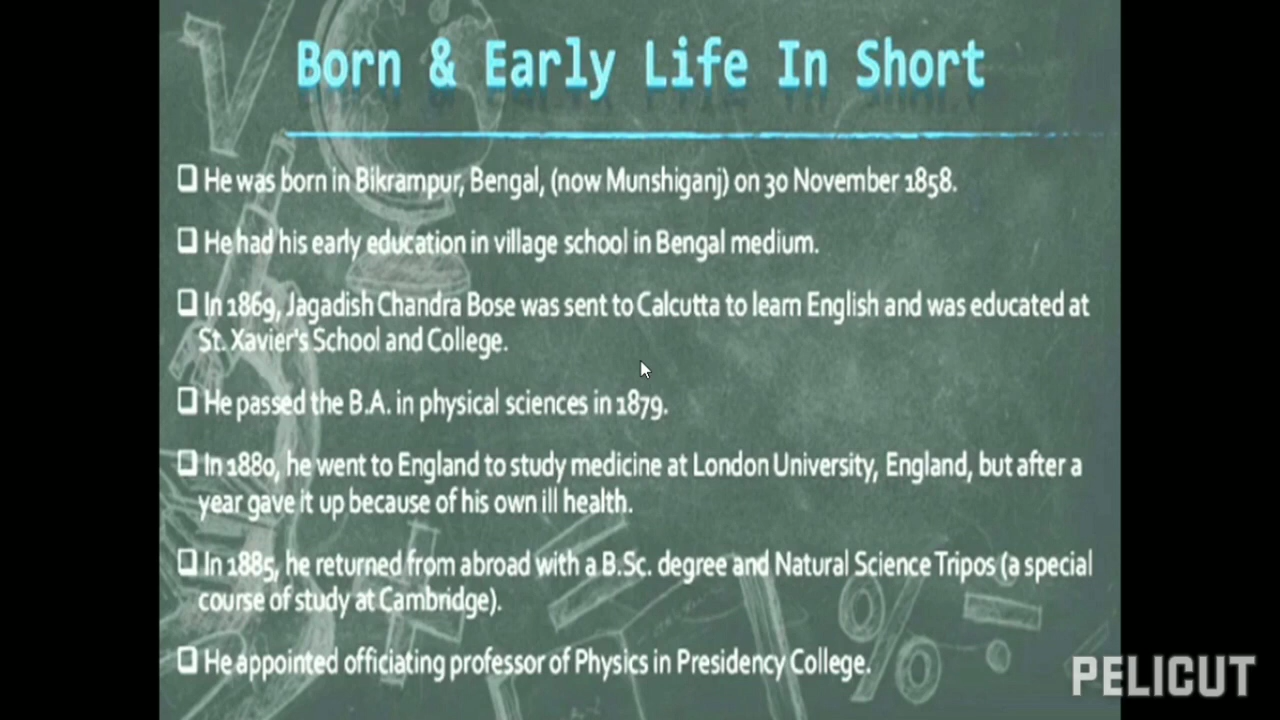 Born & Early Life In Short
❑ He was born in Bikrampur, Bengal, (now Munshiganj) on 30 November 1858.
❑ He had his early education in village school in Bengal medium.
❑ In 1869, Jagadish Chandra Bose was sent to Calcutta to learn English and was educated at
St. Xavier's School and College.
❑ He passed the B.A. in physical sciences in 1879.
❑ In 1880, he went to England to study medicine at London University, England, but after a
year gave it up because of his own ill health.
❑ In 1885, he returned from abroad with a B.Sc. degree and Natural Science Tripos (a special
course of study at Cambridge).
❑ He appointed officiating professor of Physics in Presidency College.
PELICUT